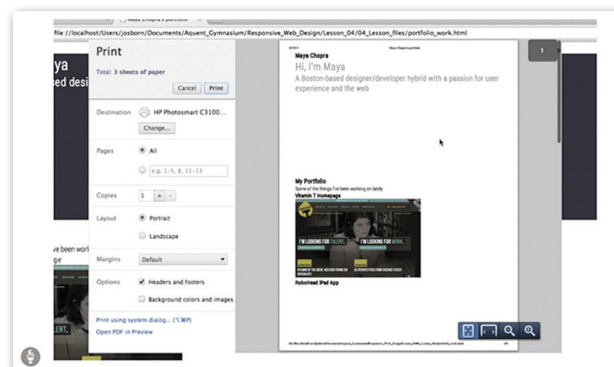 Maya Chopra's portfolio
file://localhost/Users/josborn/Documents/Aquent_Gymnasium/Responsive_Web_Design/Lesson_04/04_Lesson_files/portfolio_work.html
ya
ed desi
ve been worl
ge
ENT.
Print
Total: 3 sheets of paper
Cancel Print
Destination HP Photosmart C3100...
Change...
Pages All
e.g. 1-5, 8, 11-13
Copies 1 + -
Layout Portrait
Landscape
Margins Default
Options Headers and footers
Background colors and images
Print using system dialog... (⌥⌘P)
Open PDF in Preview
Maya Chopra
Hi, I'm Maya
A Boston-based designer/developer hybrid with a passion for user
experience and the web
My Portfolio
Some of the things I've been working on lately
Vitamin T Homepage
I'M LOOKING FOR TALENT. I'M LOOKING FOR WORK.
RoboHead iPad App
1